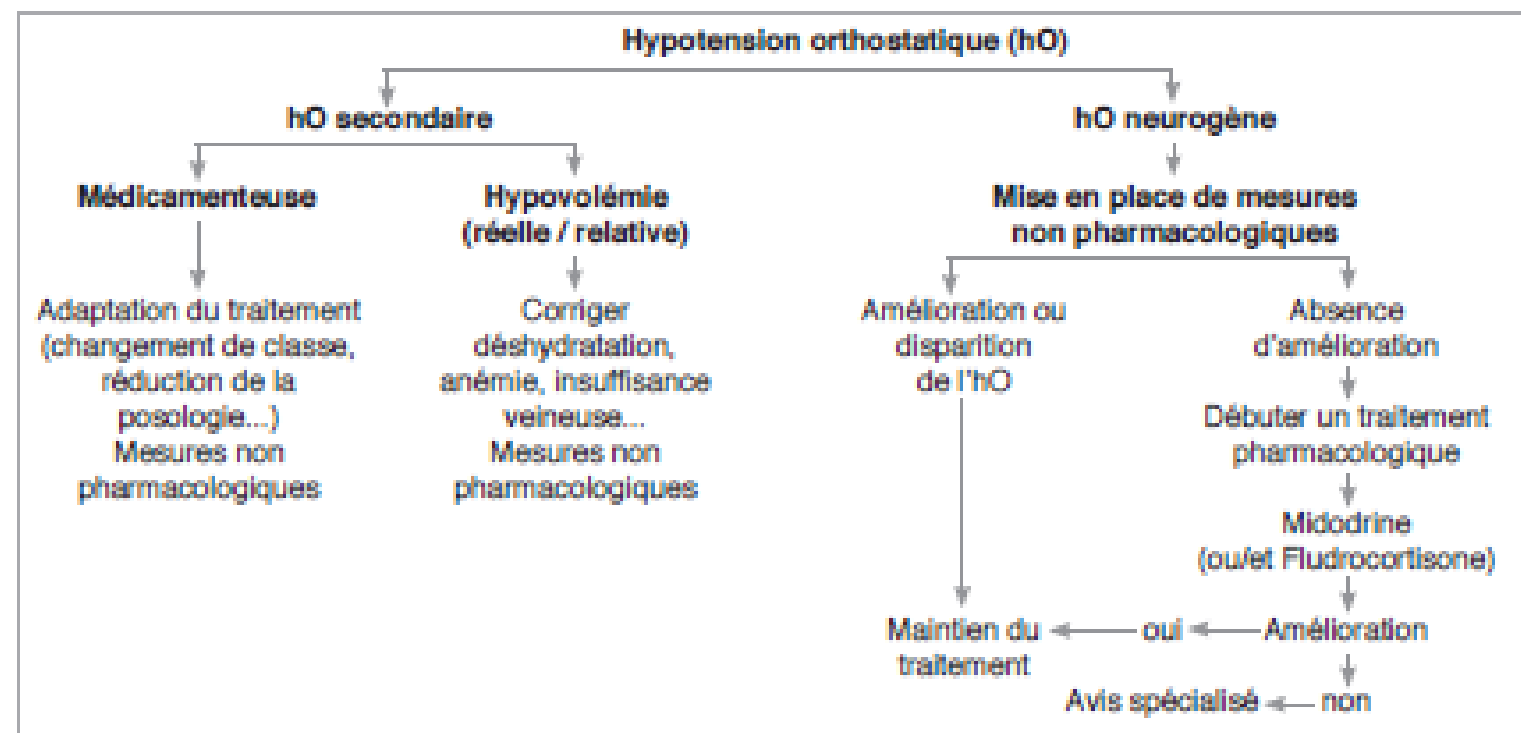 Hypotension orthostatique (hO)
hO secondaire
Médicamenteuse
Adaptation du traitement
(changement de classe,
réduction de la
posologie...)
Mesures non
pharmacologiques
Hypovolémie
(réelle / relative)
Corriger
déshydratation,
anémie, insuffisance
veineuse...
Mesures non
pharmacologiques
hO neurogène
Mise en place de mesures
non pharmacologiques
Amélioration ou
disparition
de l'hO
Absence
d'amélioration
Débuter un traitement
pharmacologique
Midodrine
(ou/et Fludrocortisone)
Amélioration
oui
Maintien du
traitement
non
Avis spécialisé